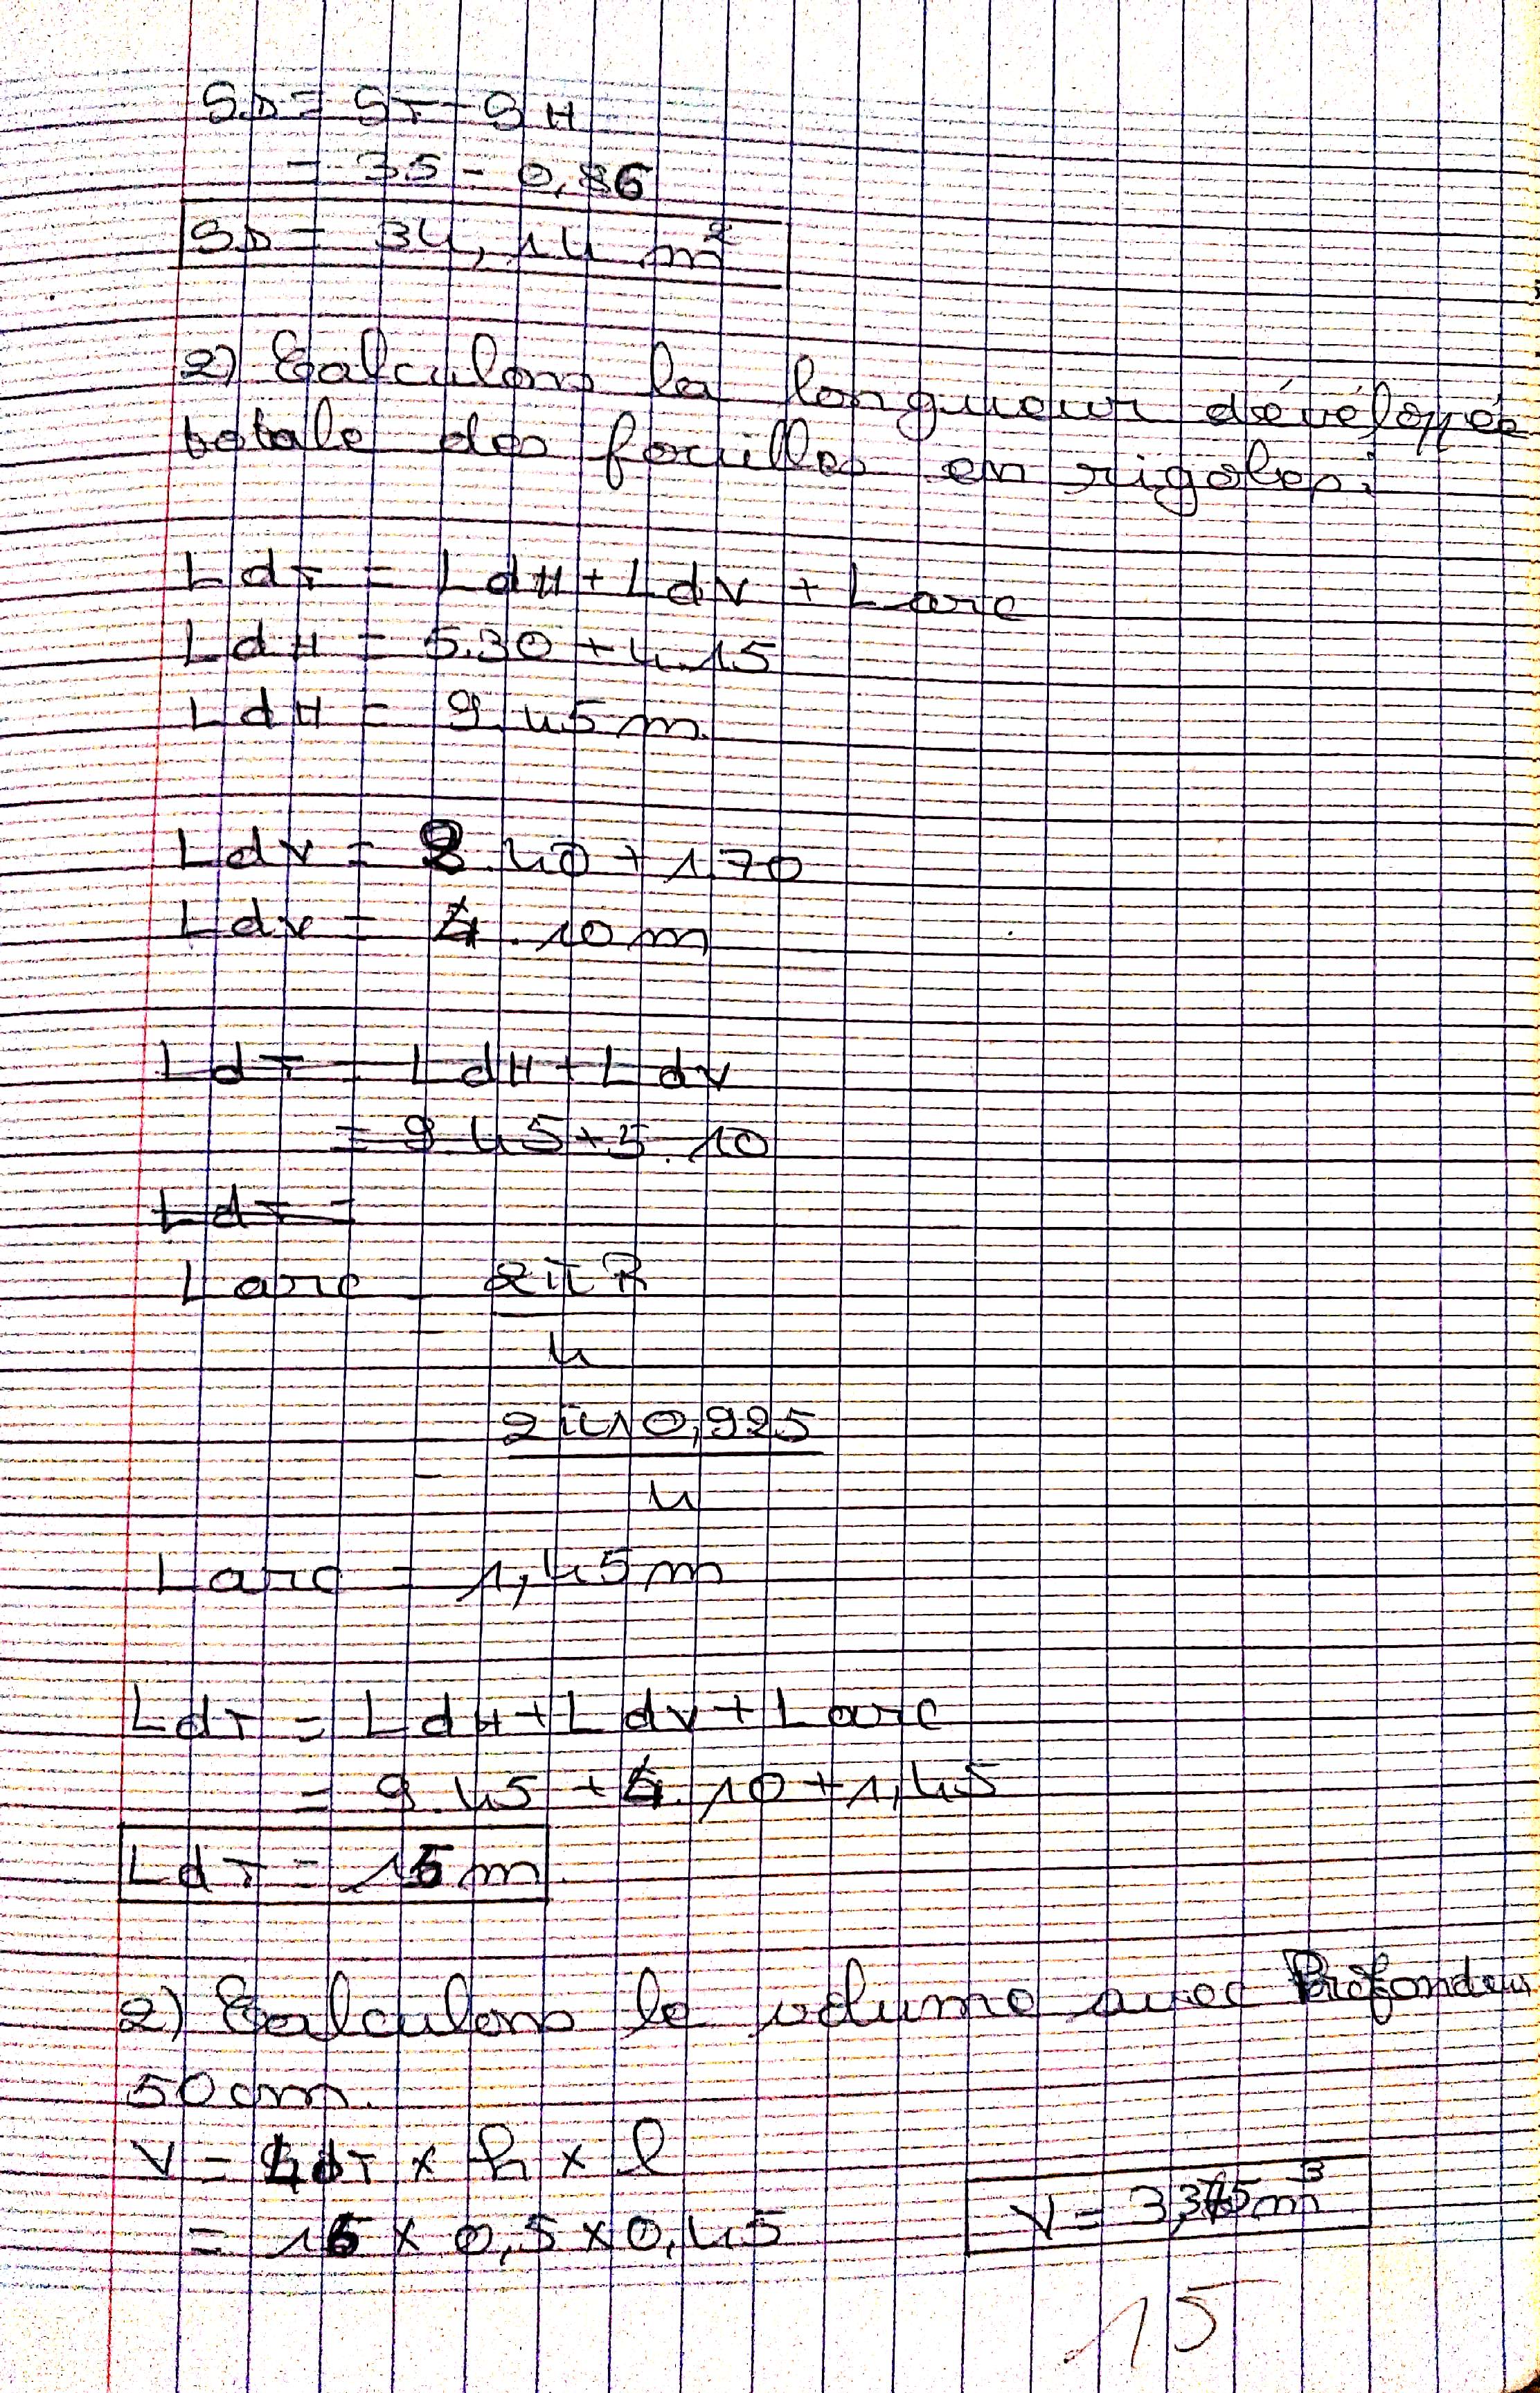 SD = ST - SH
= 35 - 0,86
SD = 34,14 m²
2) Calculons la longueur dévéloppée
totale des fouilles en rigoles:
LdT = LdH + LdV + Larc
LdH = 5.30 + 4.15
LdH = 9.45 m
LdV = 2.40 + 1.70
LdV = 4.10 m
LdT = LdH + LdV
= 9.45 + 5.10
LdT =
Larc = 2πR
4
= 2π × 0,925
4
Larc = 1,45 m
LdT = LdH + LdV + Larc
= 9.45 + 4.10 + 1,45
LdT = 15 m
2) Calculons le volume avec Profondeur
50 cm.
V = LdT × h × l
= 15 × 0,5 × 0,45
V = 3,375 m³
15